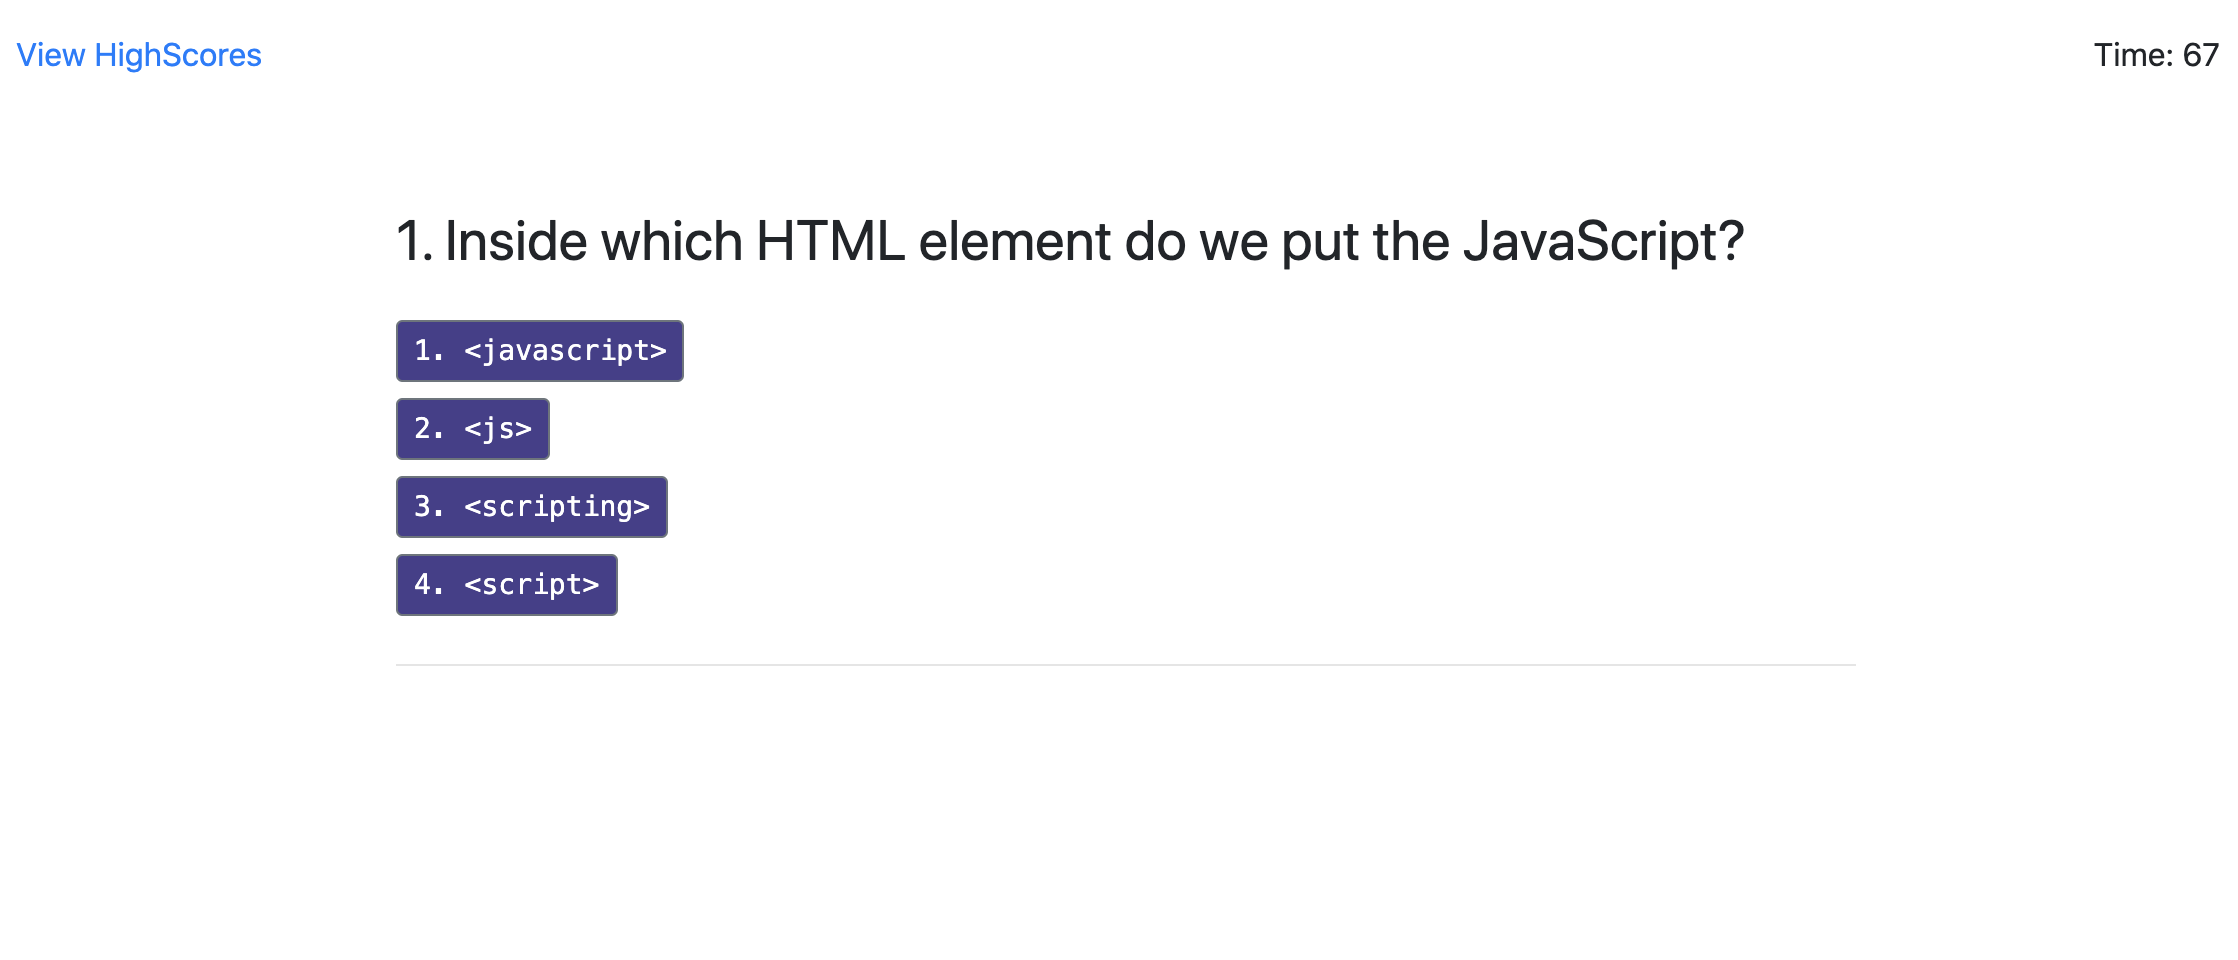 View HighScores
Time: 67
1. Inside which HTML element do we put the JavaScript?
1. <javascript>
2. <js>
3. <scripting>
4. <script>